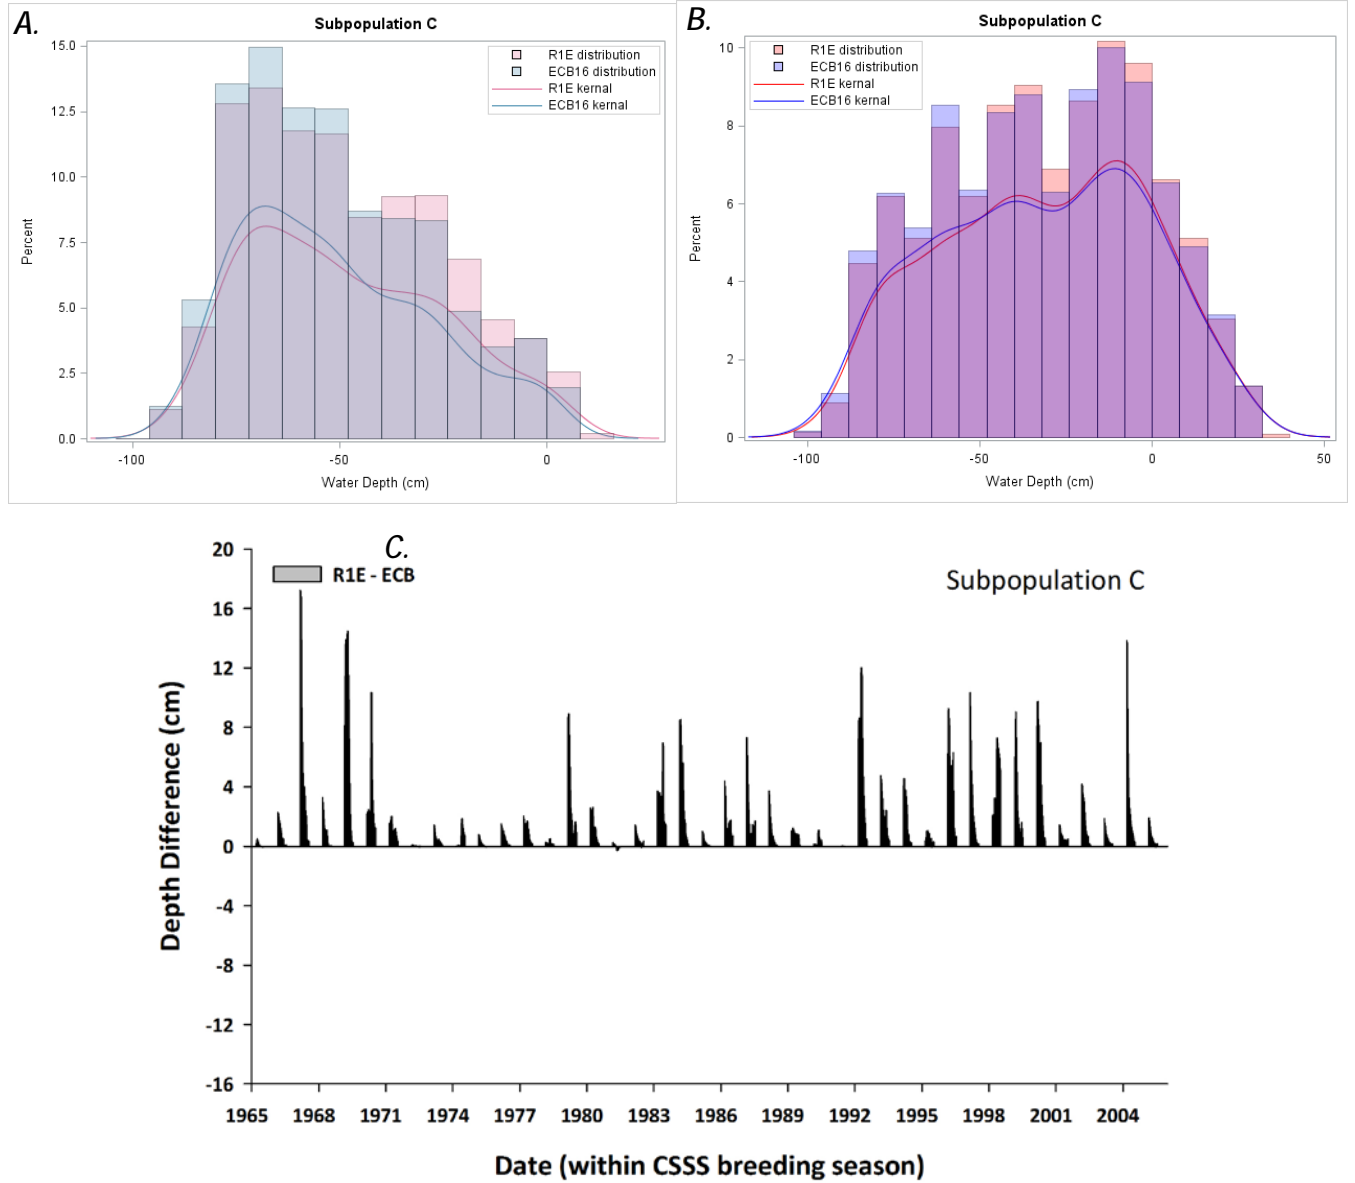 A.
Subpopulation C
15.0
12.5
10.0
7.5
5.0
2.5
0.0
Percent
R1E distribution
ECB16 distribution
R1E kernal
ECB16 kernal
-100
-50
0
Water Depth (cm)
B.
Subpopulation C
10
8
6
4
2
0
Percent
R1E distribution
ECB16 distribution
R1E kernal
ECB16 kernal
-100
-50
0
50
Water Depth (cm)
C.
R1E - ECB
Subpopulation C
20
16
12
8
4
0
-4
-8
-12
-16
Depth Difference (cm)
1965 1968 1971 1974 1977 1980 1983 1986 1989 1992 1995 1998 2001 2004
Date (within CSSS breeding season)